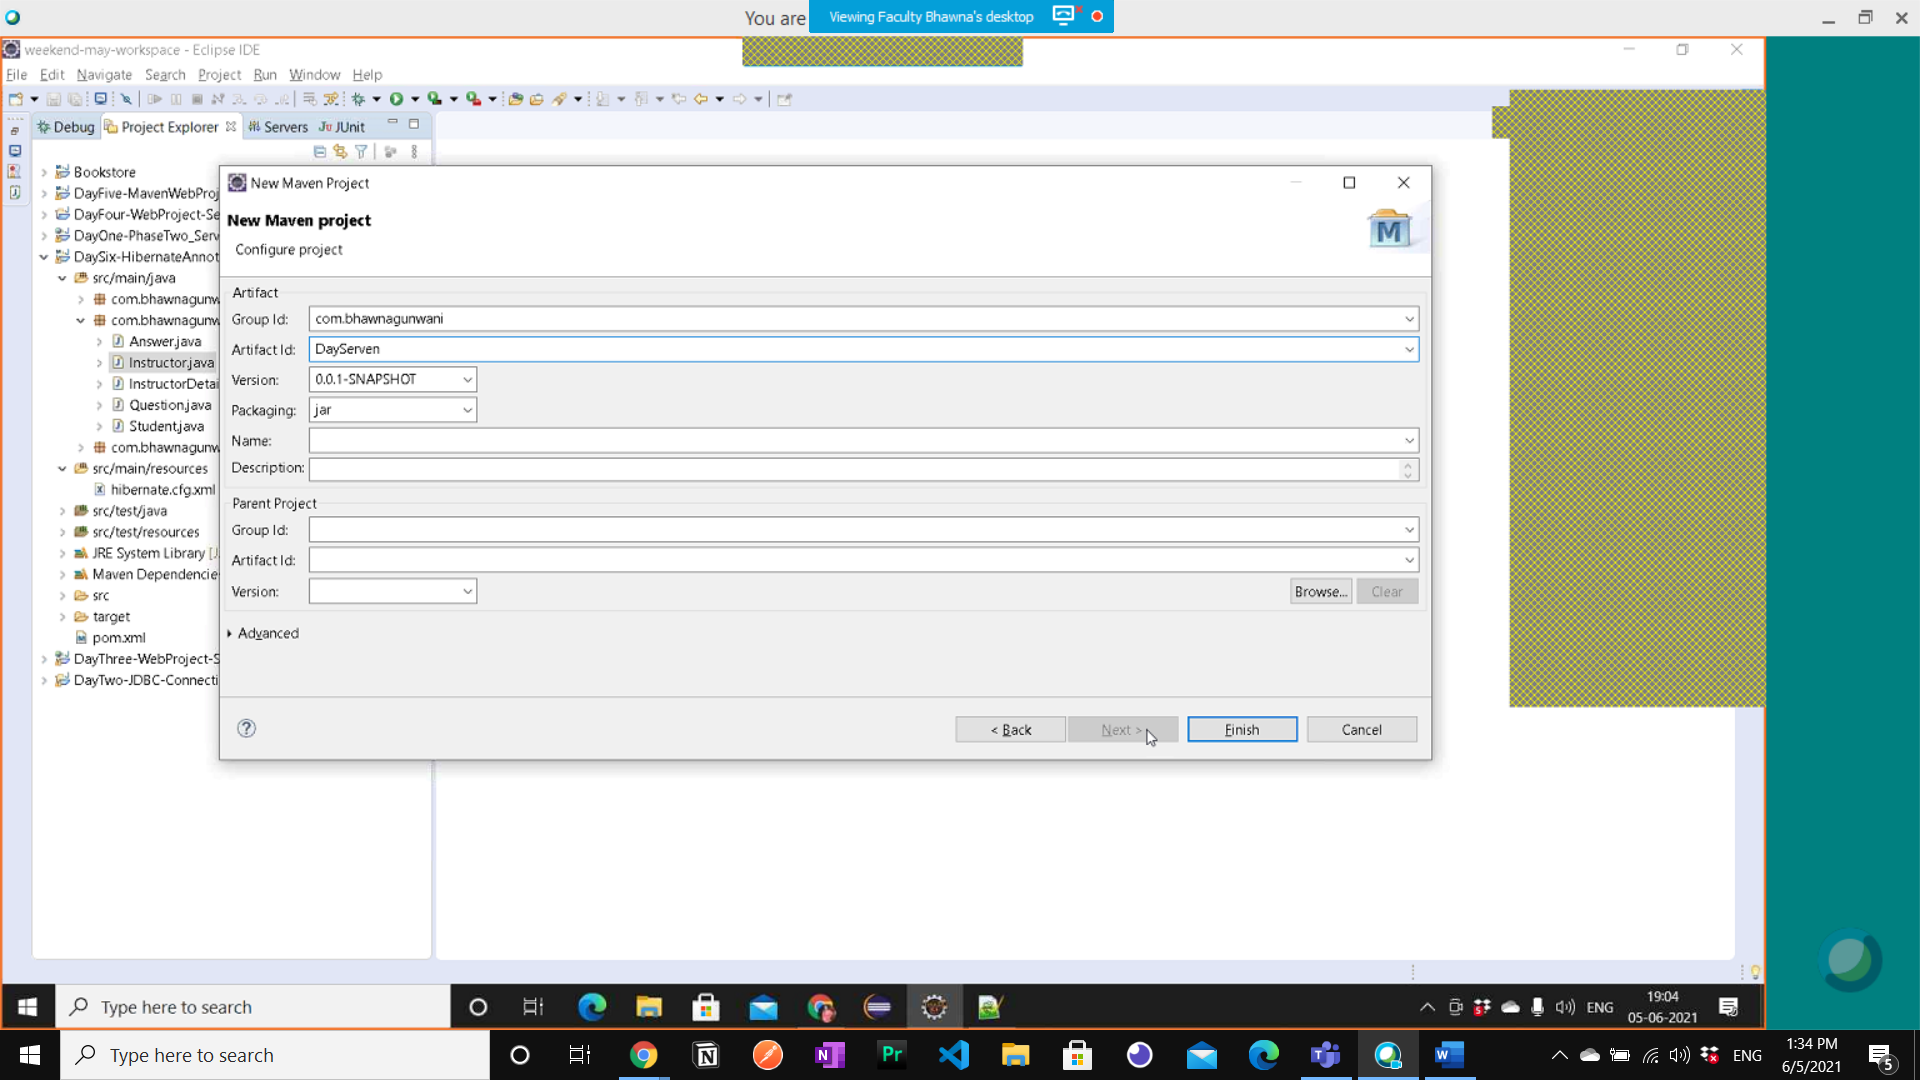 You are
Viewing Faculty Bhawna's desktop
weekend-may-workspace - Eclipse IDE
File Edit Navigate Search Project Run Window Help
Debug Project Explorer Servers JUnit
Bookstore
DayFive-MavenWebProj
DayFour-WebProject-Se
DayOne-PhaseTwo_Serv
DaySix-HibernateAnnot
src/main/java
com.bhawnagunw
com.bhawnagunw
Answer.java
Instructor.java
InstructorDetai
Question.java
Student.java
com.bhawnagunw
src/main/resources
hibernate.cfg.xml
src/test/java
src/test/resources
JRE System Library [J
Maven Dependencie
src
target
pom.xml
DayThree-WebProject-S
DayTwo-JDBC-Connecti
New Maven Project
New Maven project
Configure project
M
Artifact
Group Id: com.bhawnagunwani
Artifact Id: DayServen
Version: 0.0.1-SNAPSHOT
Packaging: jar
Name:
Description:
Parent Project
Group Id:
Artifact Id:
Version:
Browse... Clear
Advanced
?
< Back Next > Finish Cancel
Type here to search
ENG
19:04
05-06-2021
Type here to search
N Pr W
ENG
1:34 PM
6/5/2021
5